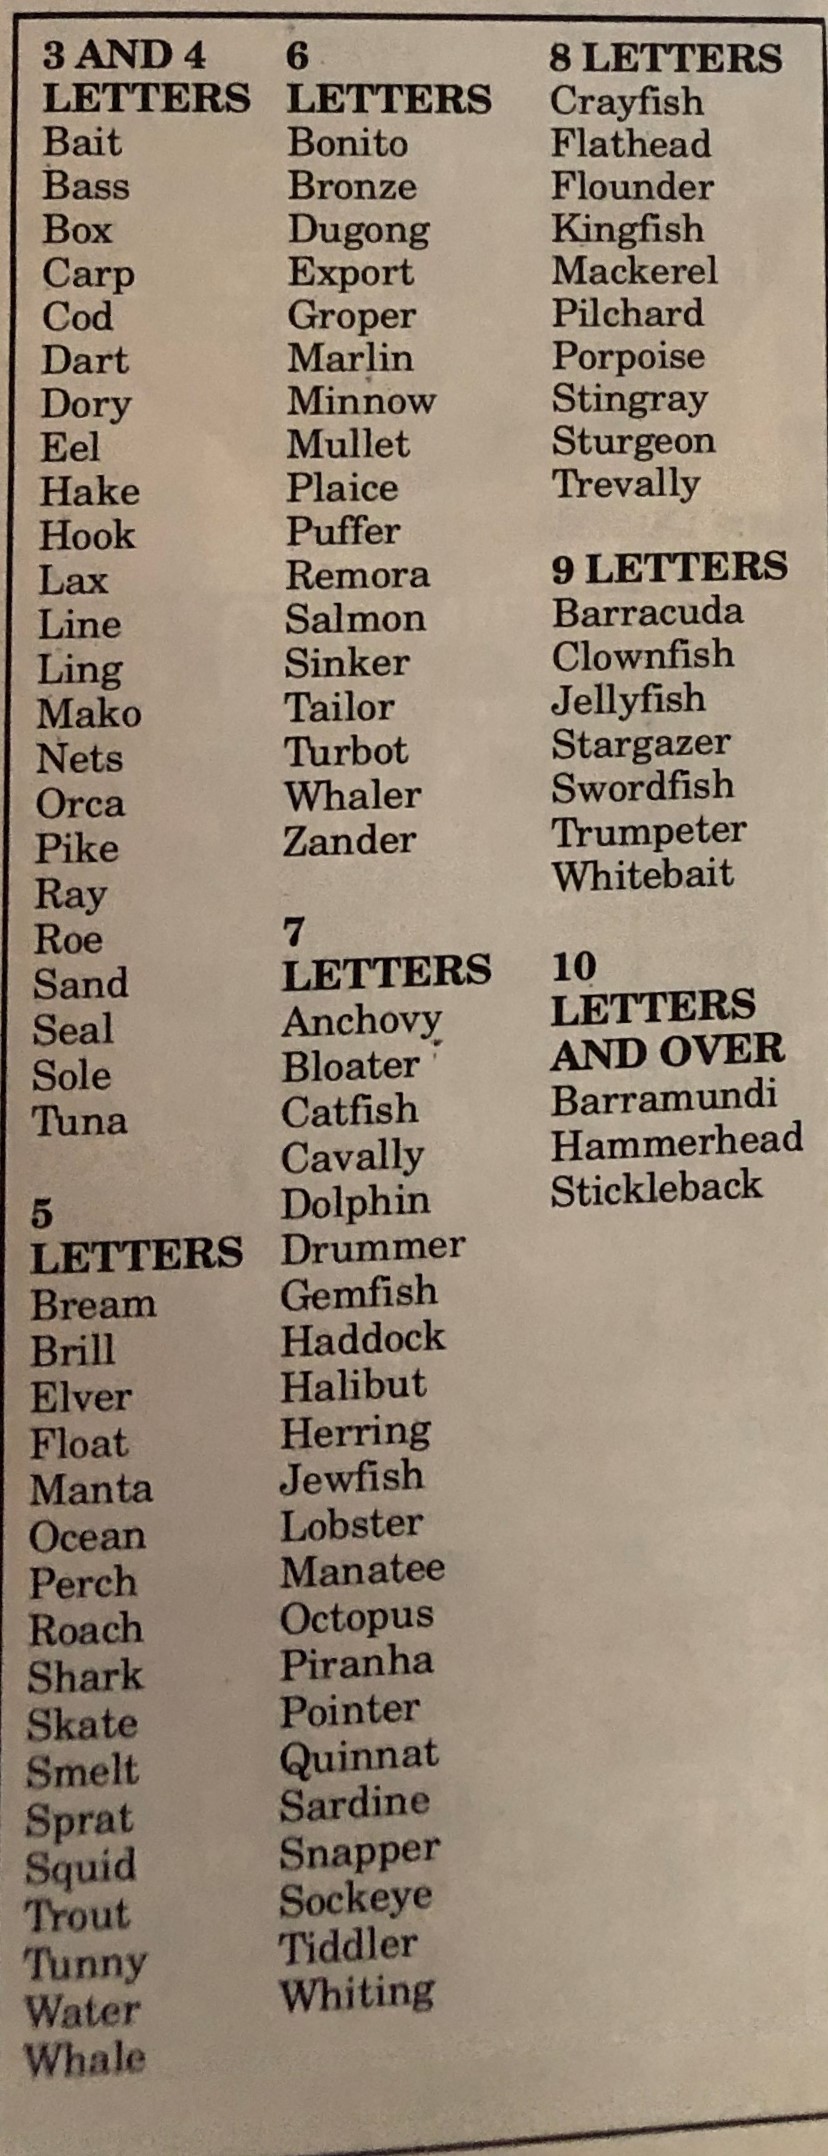 3 AND 4
LETTERS
Bait
Bass
Box
Carp
Cod
Dart
Dory
Eel
Hake
Hook
Lax
Line
Ling
Mako
Nets
Orca
Pike
Ray
Roe
Sand
Seal
Sole
Tuna
5
LETTERS
Bream
Brill
Elver
Float
Manta
Ocean
Perch
Roach
Shark
Skate
Smelt
Sprat
Squid
Trout
Tunny
Water
Whale
6
LETTERS
Bonito
Bronze
Dugong
Export
Groper
Marlin
Minnow
Mullet
Plaice
Puffer
Remora
Salmon
Sinker
Tailor
Turbot
Whaler
Zander
7
LETTERS
Anchovy
Bloater
Catfish
Cavally
Dolphin
Drummer
Gemfish
Haddock
Halibut
Herring
Jewfish
Lobster
Manatee
Octopus
Piranha
Pointer
Quinnat
Sardine
Snapper
Sockeye
Tiddler
Whiting
8 LETTERS
Crayfish
Flathead
Flounder
Kingfish
Mackerel
Pilchard
Porpoise
Stingray
Sturgeon
Trevally
9 LETTERS
Barracuda
Clownfish
Jellyfish
Stargazer
Swordfish
Trumpeter
Whitebait
10
LETTERS
AND OVER
Barramundi
Hammerhead
Stickleback